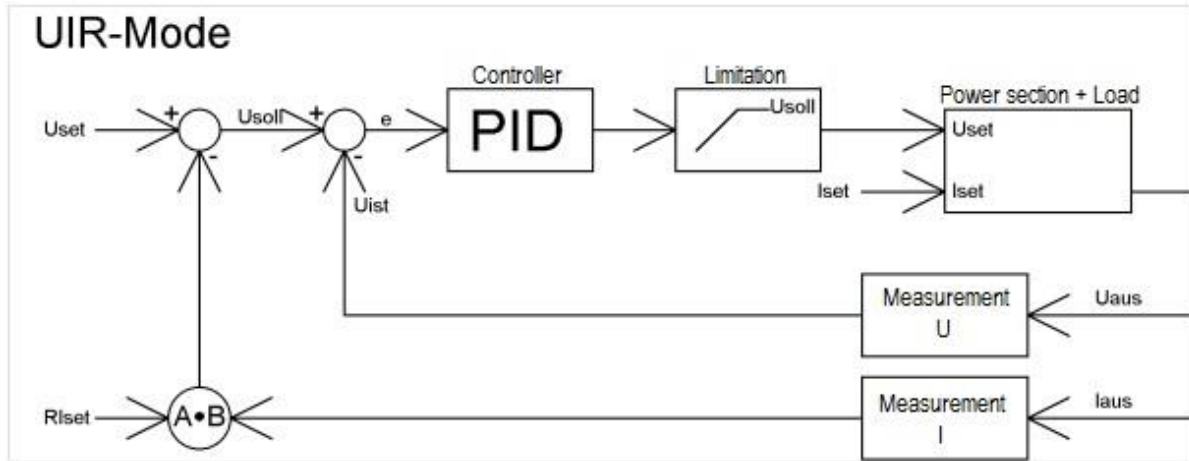 UIR-Mode
Controller
Limitation
Power section + Load
Uset
+
-
Usoll
+
-
e
PID
Usoll
Uset
Iset
Iset
Uist
Measurement
U
Uaus
RIset
A•B
Measurement
I
Iaus